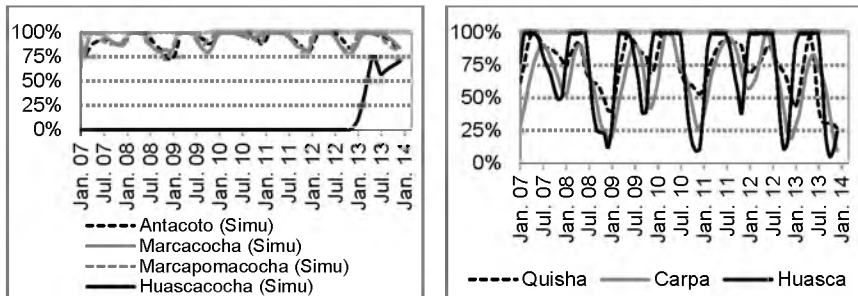 100%
75%
50%
25%
0%
Jan. 07
Jul. 07
Jan. 08
Jul. 08
Jan. 09
Jul. 09
Jan. 10
Jul. 10
Jan. 11
Jul. 11
Jan. 12
Jul. 12
Jan. 13
Jul. 13
Jan. 14
Antacoto (Simu)
Marcacocha (Simu)
Marcapomacocha (Simu)
Huascacocha (Simu)
100%
75%
50%
25%
0%
Jan. 07
Jul. 07
Jan. 08
Jul. 08
Jan. 09
Jul. 09
Jan. 10
Jul. 10
Jan. 11
Jul. 11
Jan. 12
Jul. 12
Jan. 13
Jul. 13
Jan. 14
Quisha
Carpa
Huasca